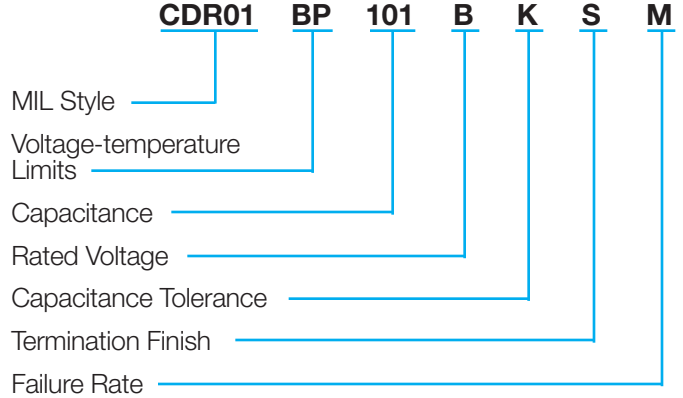 CDR01 BP 101 B K S M
MIL Style
Voltage-temperature
Limits
Capacitance
Rated Voltage
Capacitance Tolerance
Termination Finish
Failure Rate